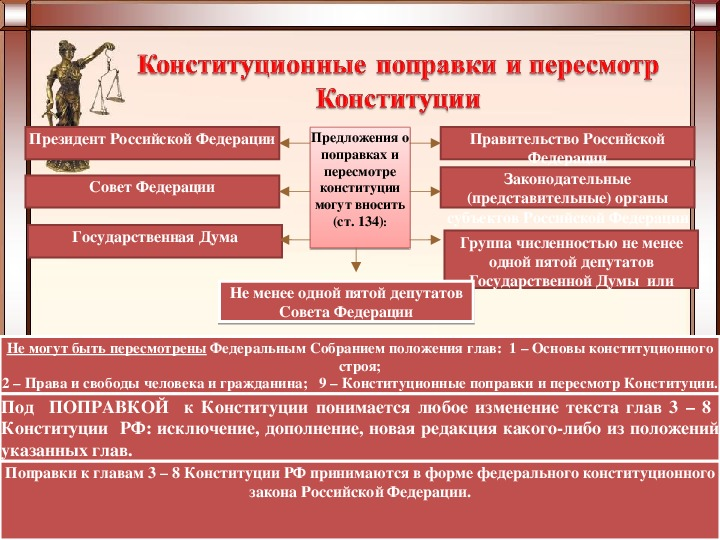 Конституционные поправки и пересмотр
Конституции
Президент Российской Федерации
Совет Федерации
Государственная Дума
Предложения о
поправках и
пересмотре
конституции
могут вносить
(ст. 134):
Правительство Российской
Федерации
Законодательные
(представительные) органы
субъектов Российской Федерации
Группа численностью не менее
одной пятой депутатов
Государственной Думы или
Не менее одной пятой депутатов
Совета Федерации
Не могут быть пересмотрены Федеральным Собранием положения глав: 1 – Основы конституционного
строя;
2 – Права и свободы человека и гражданина; 9 – Конституционные поправки и пересмотр Конституции.
Под ПОПРАВКОЙ к Конституции понимается любое изменение текста глав 3 – 8
Конституции РФ: исключение, дополнение, новая редакция какого-либо из положений
указанных глав.
Поправки к главам 3 – 8 Конституции РФ принимаются в форме федерального конституционного
закона Российской Федерации.